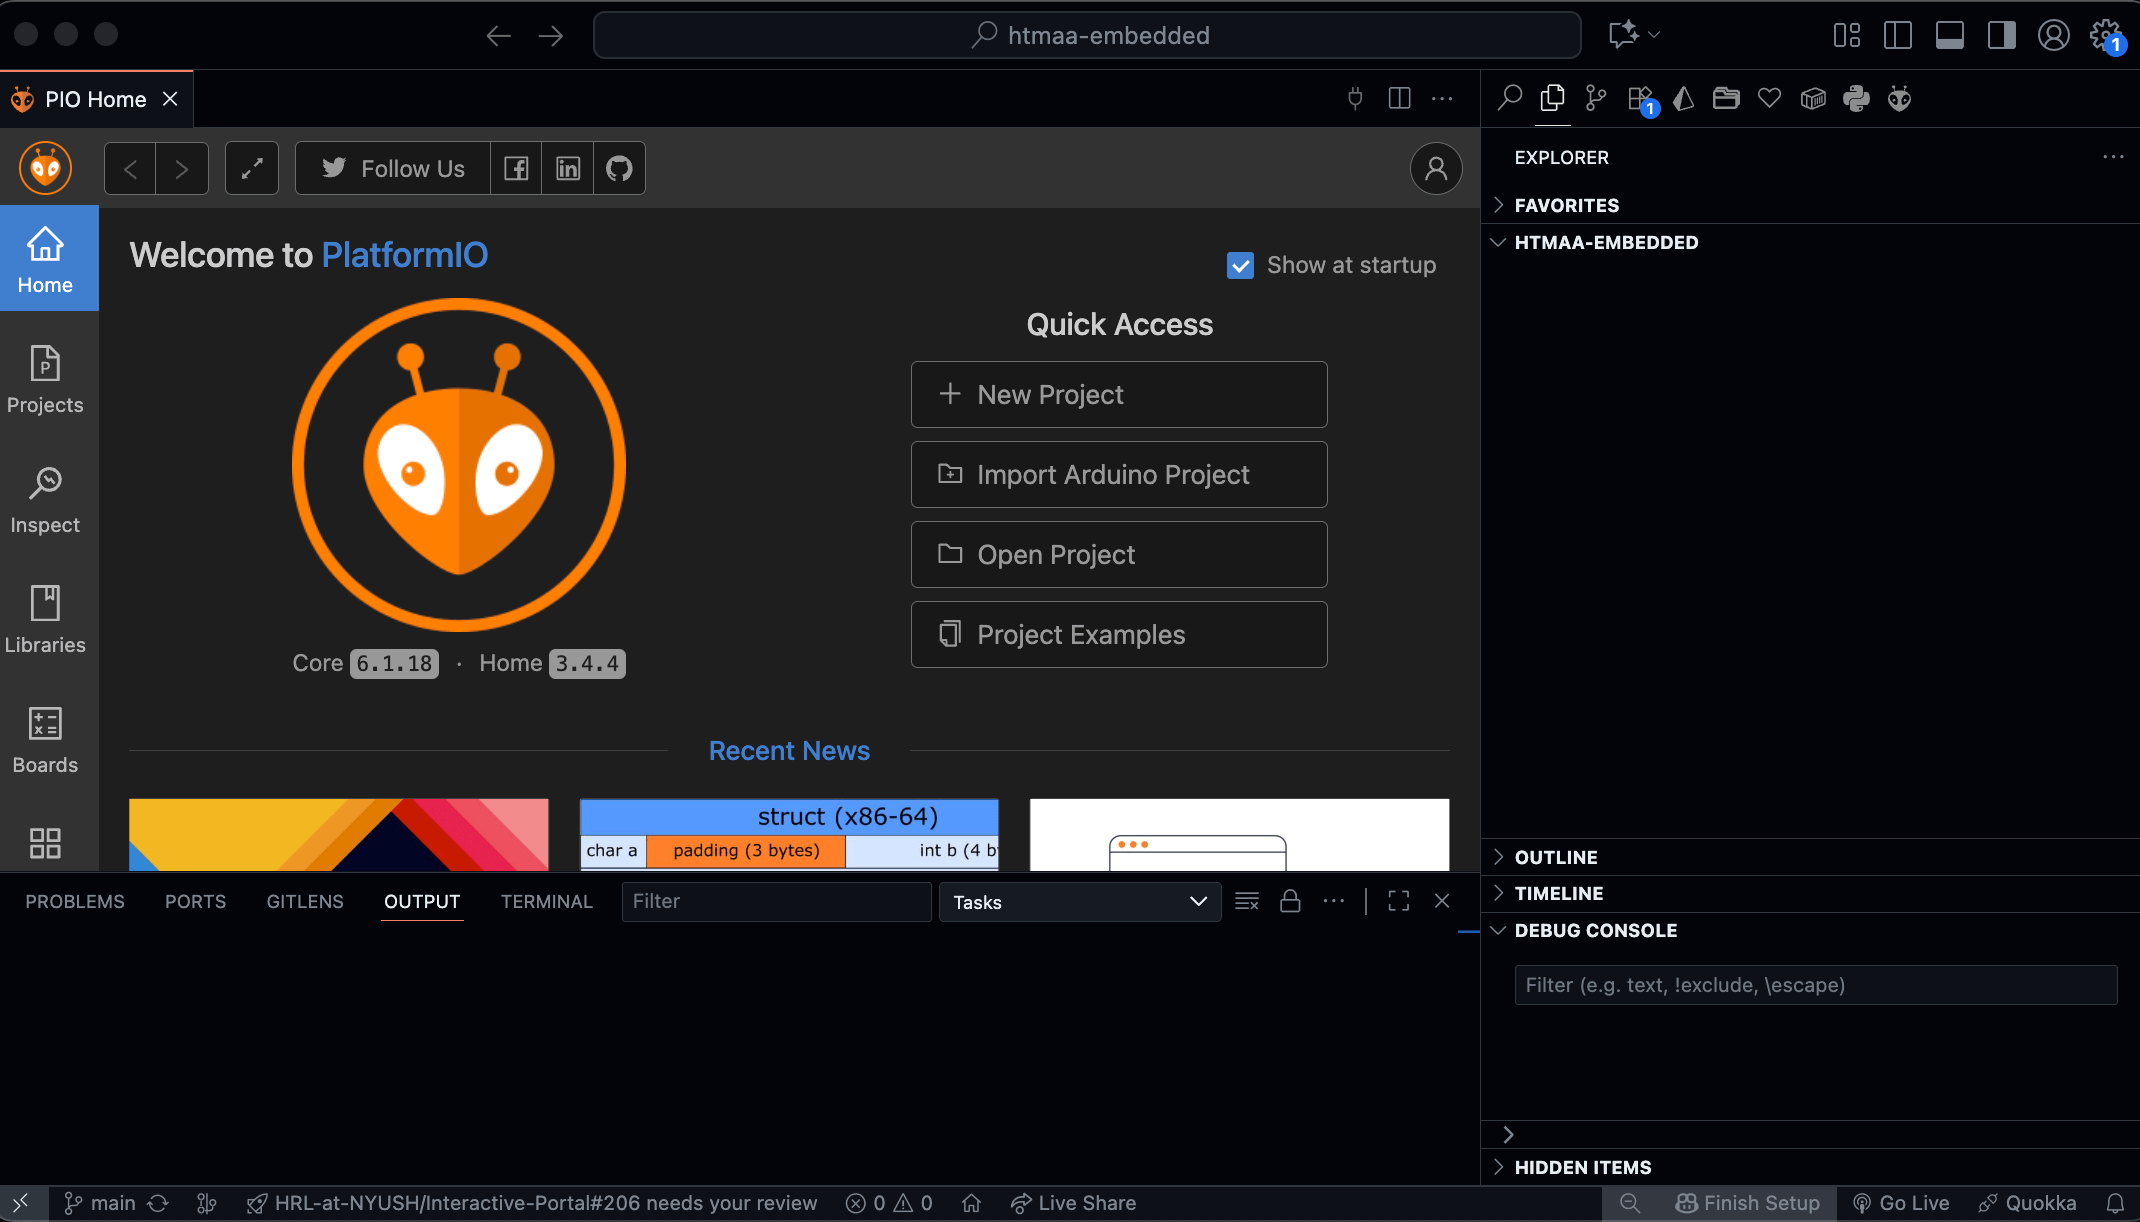 htmaa-embedded
1
PIO Home
1
Follow Us
EXPLORER
FAVORITES
HTMAA-EMBEDDED
Home
Projects
Inspect
Libraries
Boards
Welcome to PlatformIO
Show at startup
Quick Access
New Project
Import Arduino Project
Open Project
Project Examples
Core 6.1.18 · Home 3.4.4
Recent News
struct (x86-64)
char a padding (3 bytes) int b (4 b
OUTLINE
TIMELINE
DEBUG CONSOLE
Filter (e.g. text, !exclude, \escape)
HIDDEN ITEMS
PROBLEMS PORTS GITLENS OUTPUT TERMINAL Filter Tasks
main HRL-at-NYUSH/Interactive-Portal#206 needs your review 0 0 Live Share Finish Setup Go Live Quokka